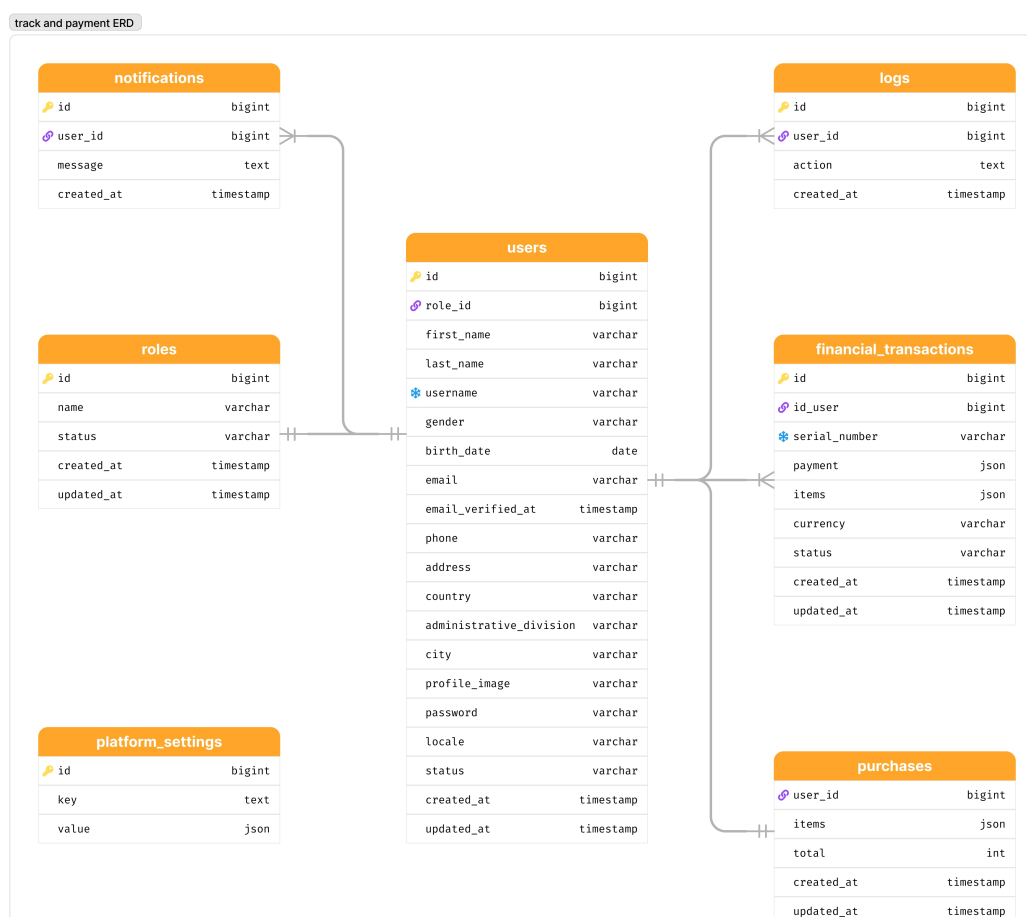 track and payment ERD
notifications
id bigint
user_id bigint
message text
created_at timestamp
roles
id bigint
name varchar
status varchar
created_at timestamp
updated_at timestamp
platform_settings
id bigint
key text
value json
users
id bigint
role_id bigint
first_name varchar
last_name varchar
username varchar
gender varchar
birth_date date
email varchar
email_verified_at timestamp
phone varchar
address varchar
country varchar
administrative_division varchar
city varchar
profile_image varchar
password varchar
locale varchar
status varchar
created_at timestamp
updated_at timestamp
logs
id bigint
user_id bigint
action text
created_at timestamp
financial_transactions
id bigint
id_user bigint
serial_number varchar
payment json
items json
currency varchar
status varchar
created_at timestamp
updated_at timestamp
purchases
user_id bigint
items json
total int
created_at timestamp
updated_at timestamp